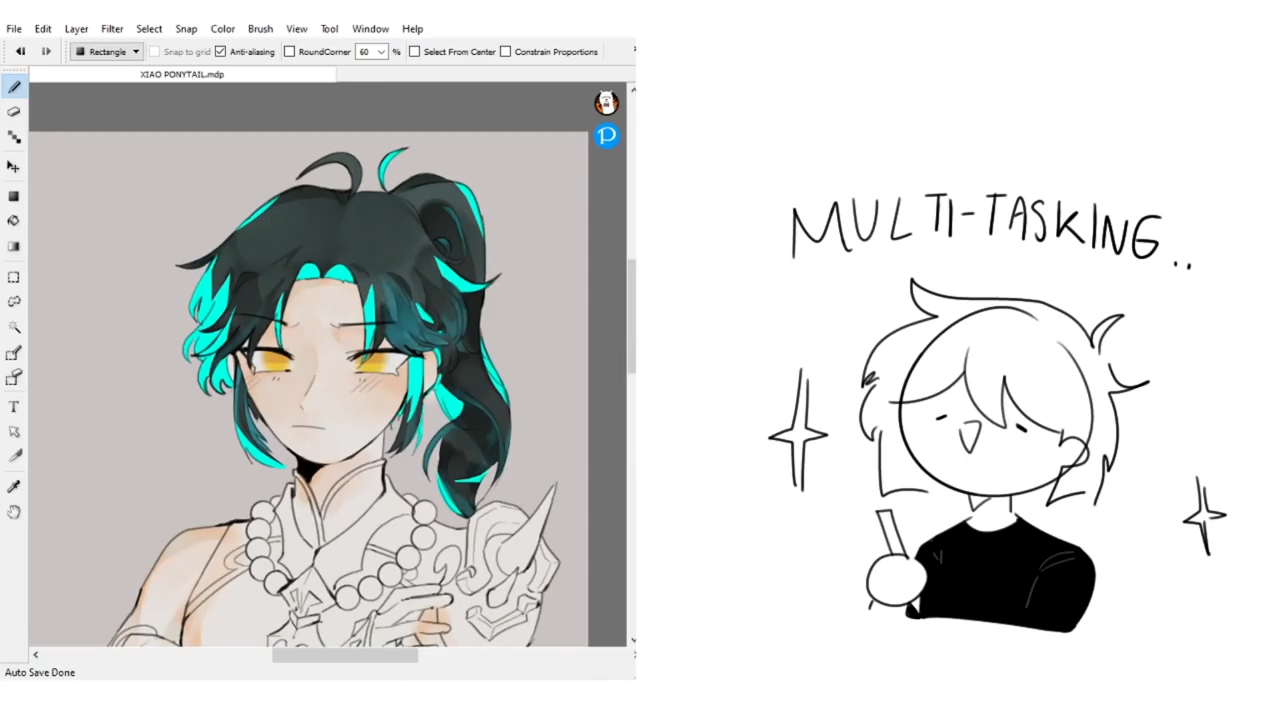 File Edit Layer Filter Select Snap Color Brush View Tool Window Help
Rectangle Snap to grid Anti-aliasing RoundCorner 60 % Select From Center Constrain Proportions
XIAO PONYTAIL.mdp
P
T
MULTI-TASKING..
Auto Save Done